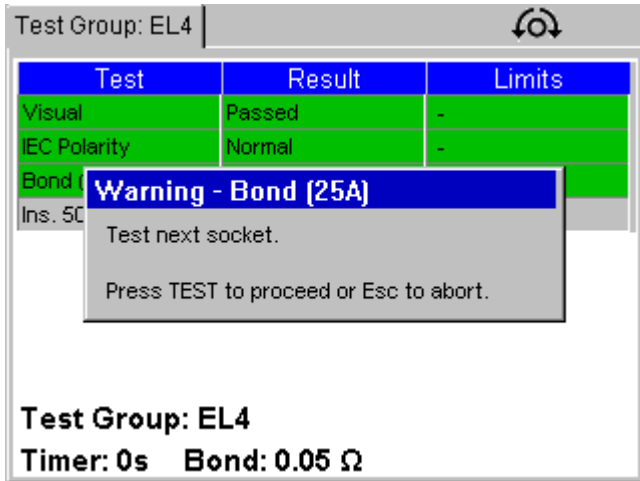 Test Group: EL4
Test Result Limits
Visual Passed -
IEC Polarity Normal -
Bond (
Ins. 50
Warning - Bond (25A)
Test next socket.
Press TEST to proceed or Esc to abort.
Test Group: EL4
Timer: 0s Bond: 0.05 Ω